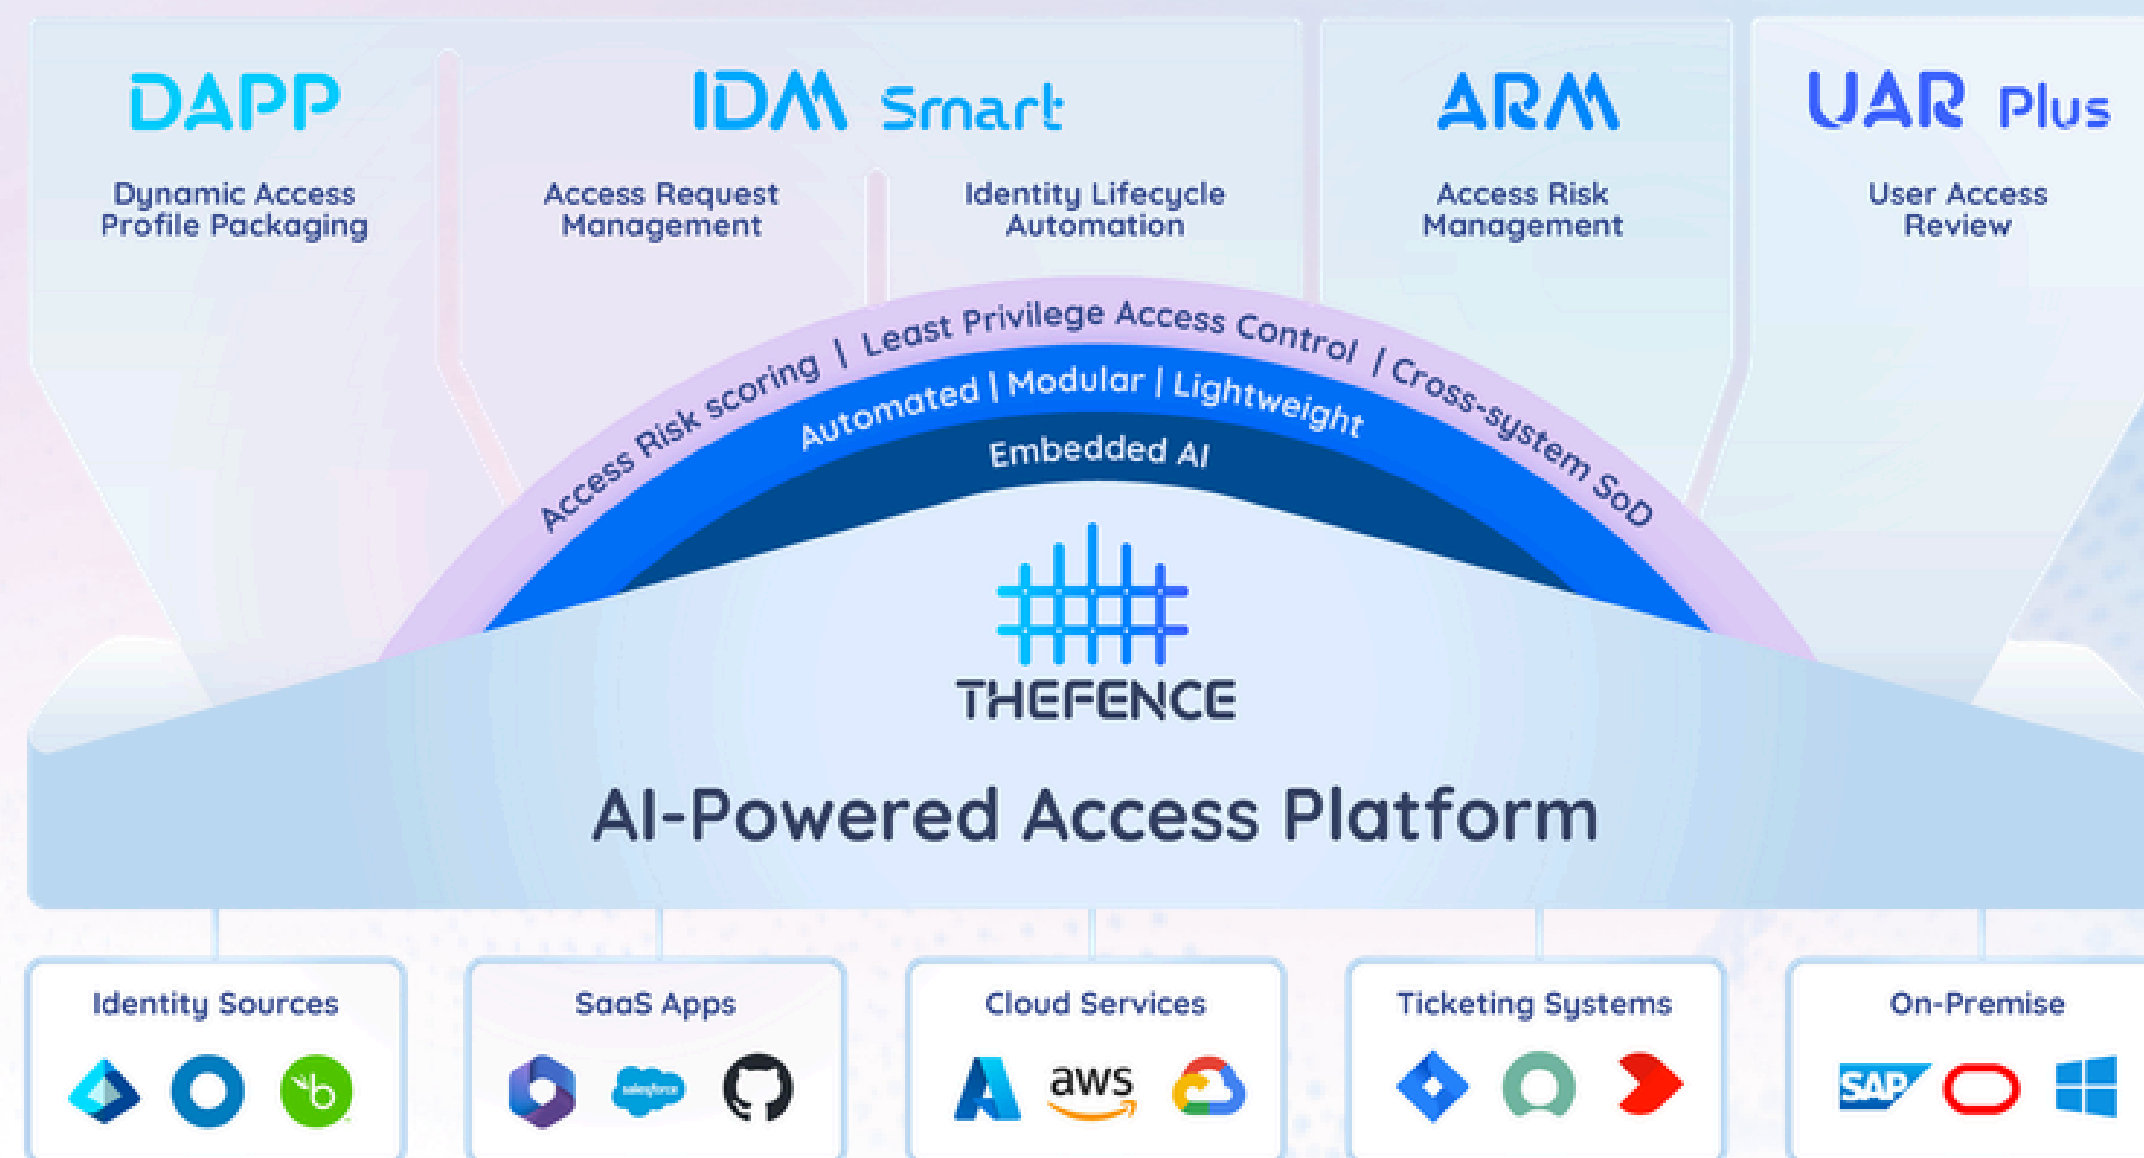 DAPP
Dynamic Access
Profile Packaging
IDM Smart
Access Request
Management
Identity Lifecycle
Automation
ARM
Access Risk
Management
UAR Plus
User Access
Review
Access Risk scoring | Least Privilege Access Control | Cross-system SoD
Automated | Modular | Lightweight
Embedded AI
THEFENCE
AI-Powered Access Platform
Identity Sources
b
SaaS Apps
salesforce
Cloud Services
aws
Ticketing Systems
On-Premise
SAP